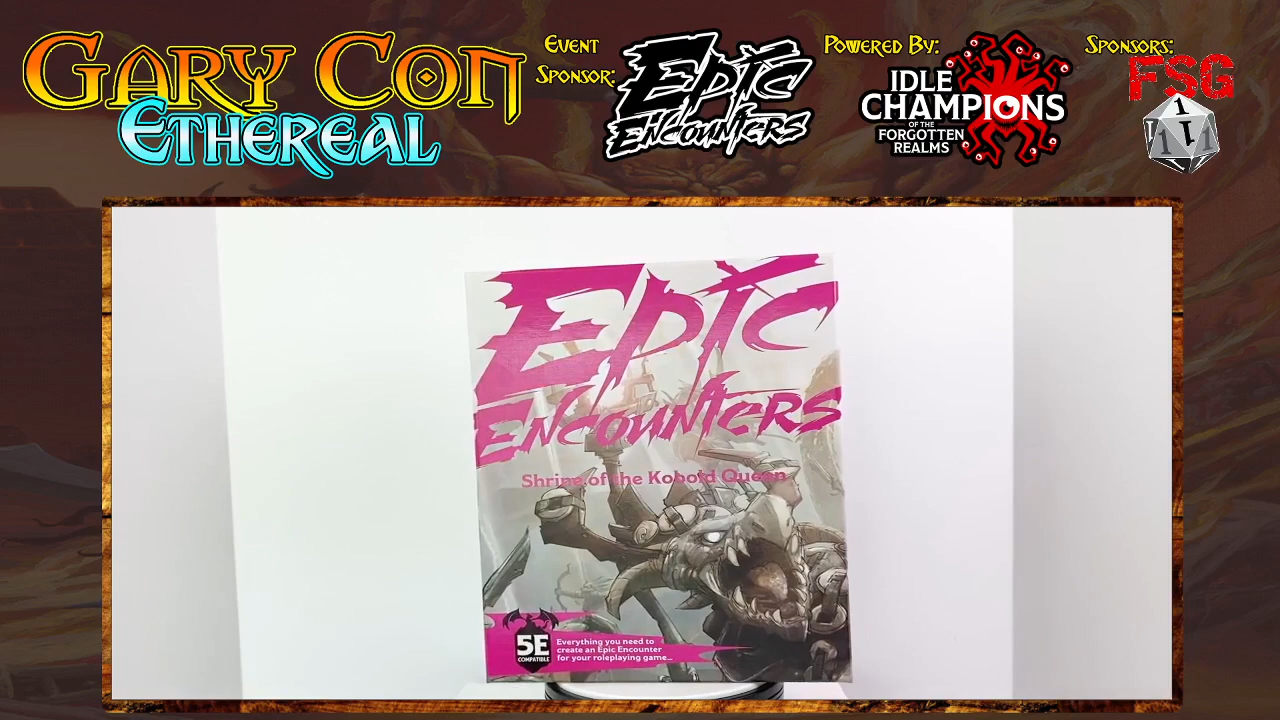 GARY CON
ETHEREAL
EVENT
SPONSOR:
EPIC
ENCOUNTERS
POWERED BY:
IDLE
CHAMPIONS
OF THE
FORGOTTEN
REALMS
SPONSORS:
FSG
1
EPIC
ENCOUNTERS
Shrine of the Kobold Queen
5E
COMPATIBLE
Everything you need to
create an Epic Encounter
for your roleplaying game...